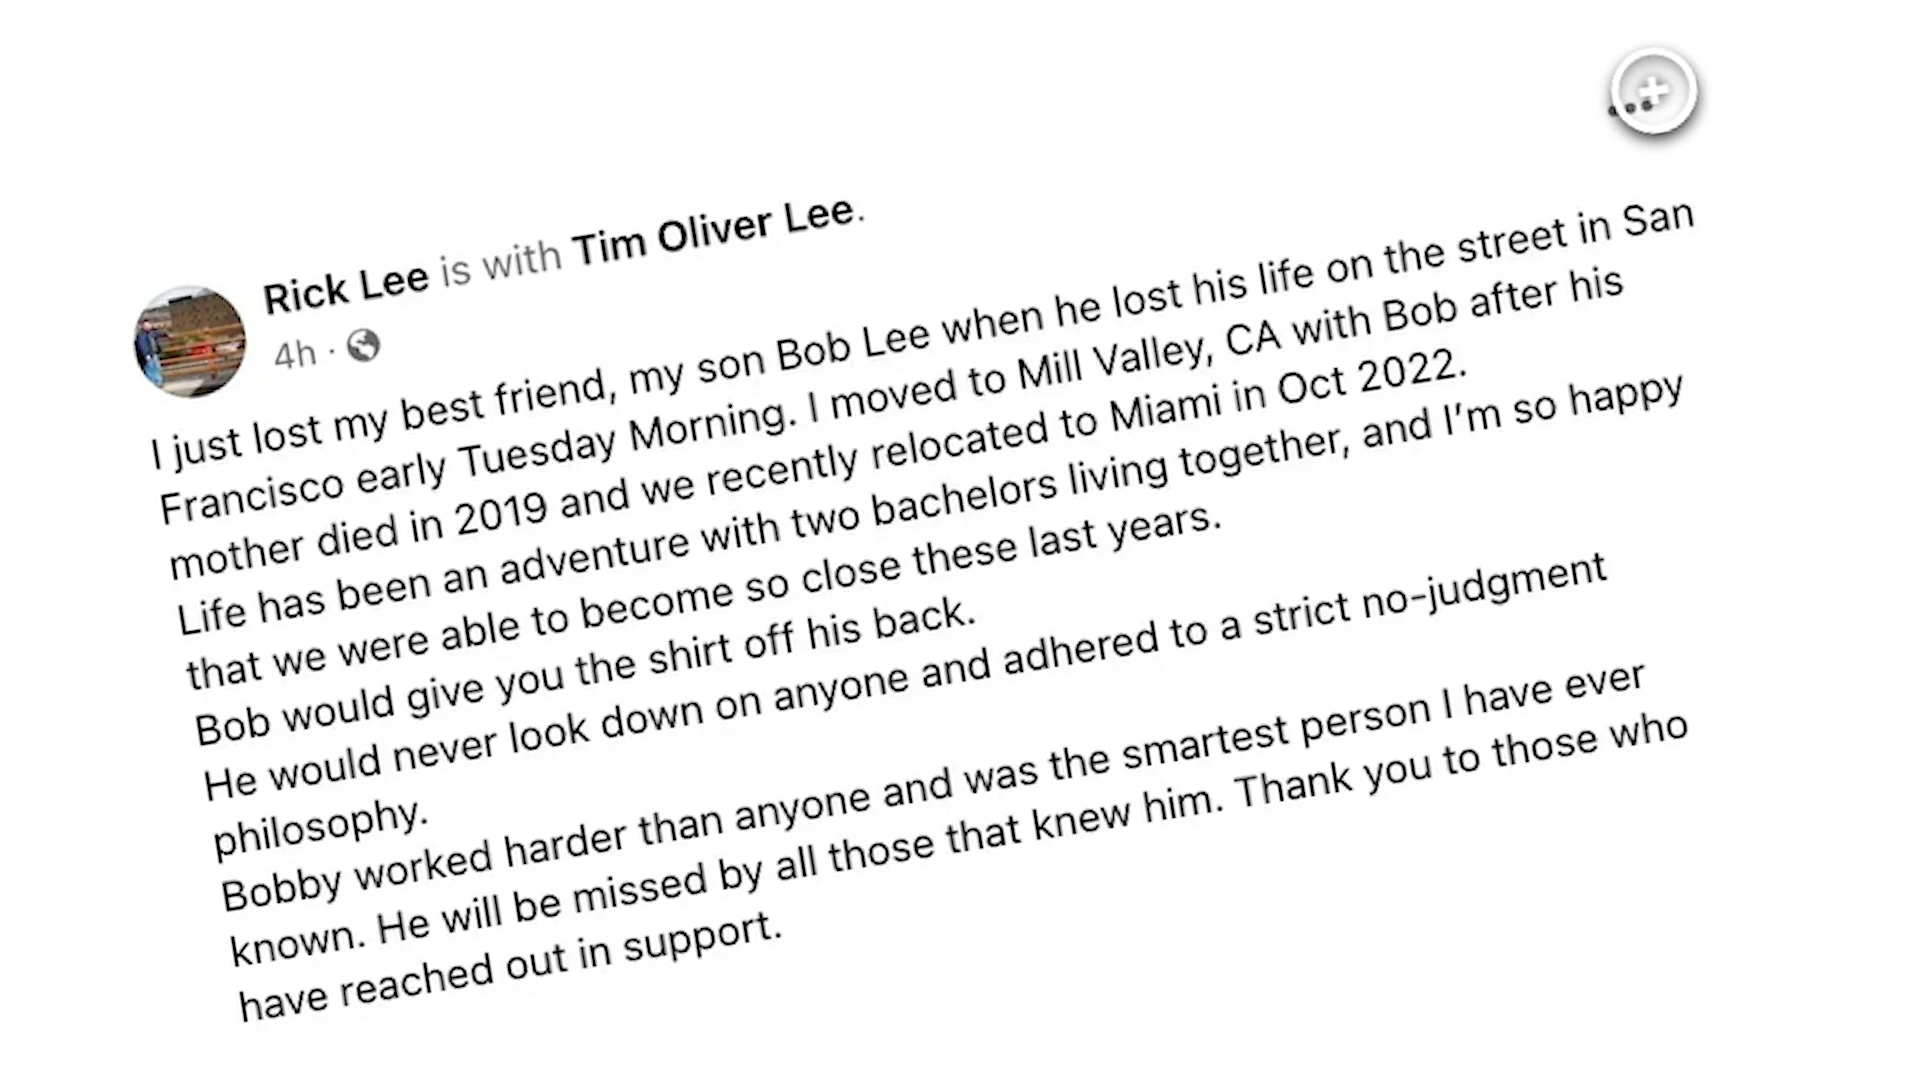 Rick Lee is with Tim Oliver Lee.
4h ·
I just lost my best friend, my son Bob Lee when he lost his life on the street in San
Francisco early Tuesday Morning. I moved to Mill Valley, CA with Bob after his
mother died in 2019 and we recently relocated to Miami in Oct 2022.
Life has been an adventure with two bachelors living together, and I'm so happy
that we were able to become so close these last years.
Bob would give you the shirt off his back.
He would never look down on anyone and adhered to a strict no-judgment
philosophy.
Bobby worked harder than anyone and was the smartest person I have ever
known. He will be missed by all those that knew him. Thank you to those who
have reached out in support.